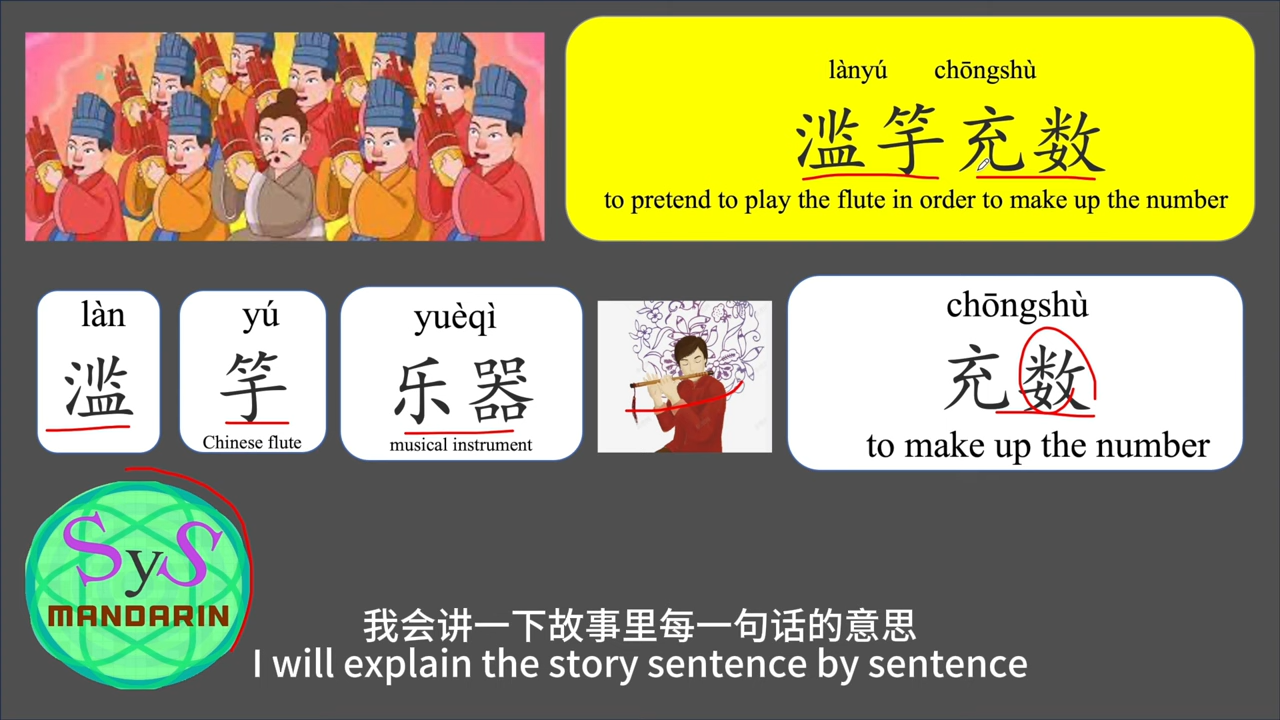 lànyú chōngshù
滥竽充数
to pretend to play the flute in order to make up the number
làn
滥
yú
竽
Chinese flute
yuèqì
乐器
musical instrument
chōngshù
充数
to make up the number
SyS
MANDARIN
我会讲一下故事里每一句话的意思
I will explain the story sentence by sentence